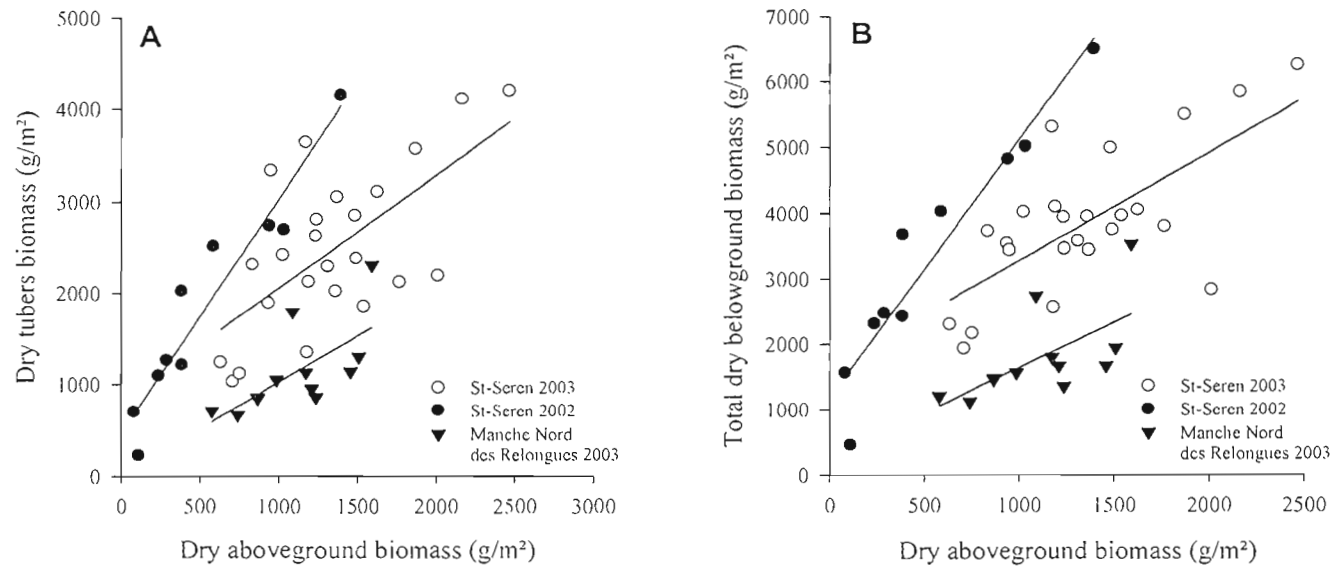 A
Dry tubers biomass (g/m²)
5000
4000
3000
2000
1000
0
0 500 1000 1500 2000 2500 3000
Dry aboveground biomass (g/m²)
St-Seren 2003
St-Seren 2002
Manche Nord
des Relongues 2003
B
Total dry belowground biomass (g/m²)
7000
6000
5000
4000
3000
2000
1000
0
0 500 1000 1500 2000 2500
Dry aboveground biomass (g/m²)
St-Seren 2003
St-Seren 2002
Manche Nord
des Relongues 2003